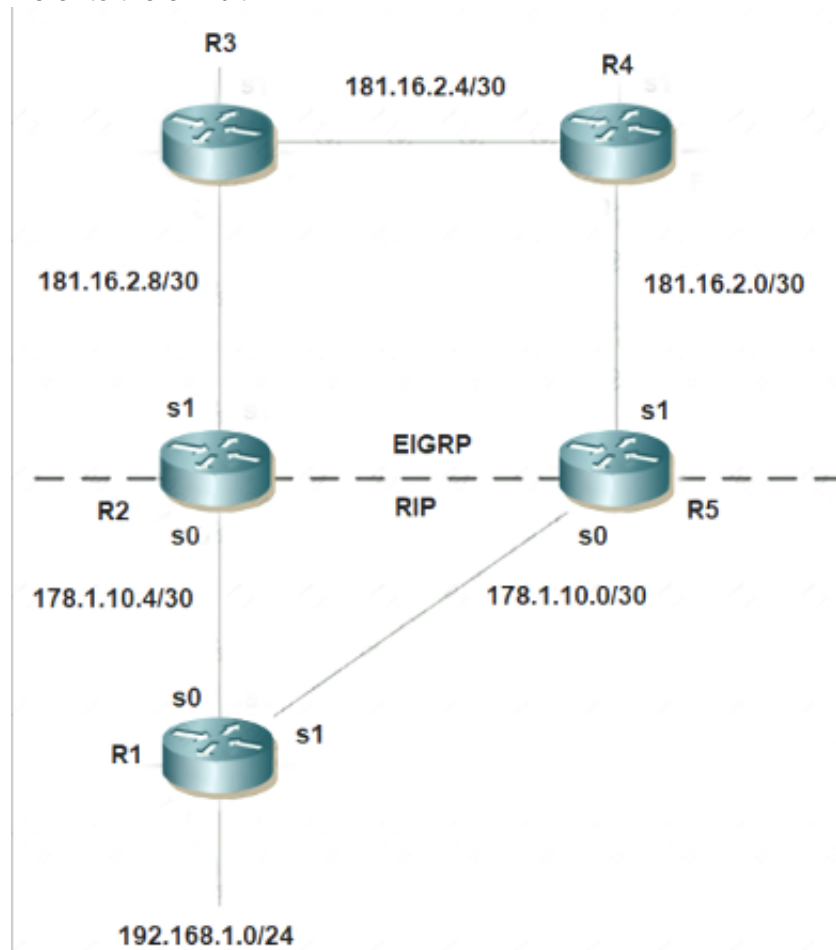 R3
R4
181.16.2.4/30
181.16.2.8/30
181.16.2.0/30
s1
s1
EIGRP
R2
RIP
R5
s0
s0
178.1.10.4/30
178.1.10.0/30
s0
s1
R1
192.168.1.0/24